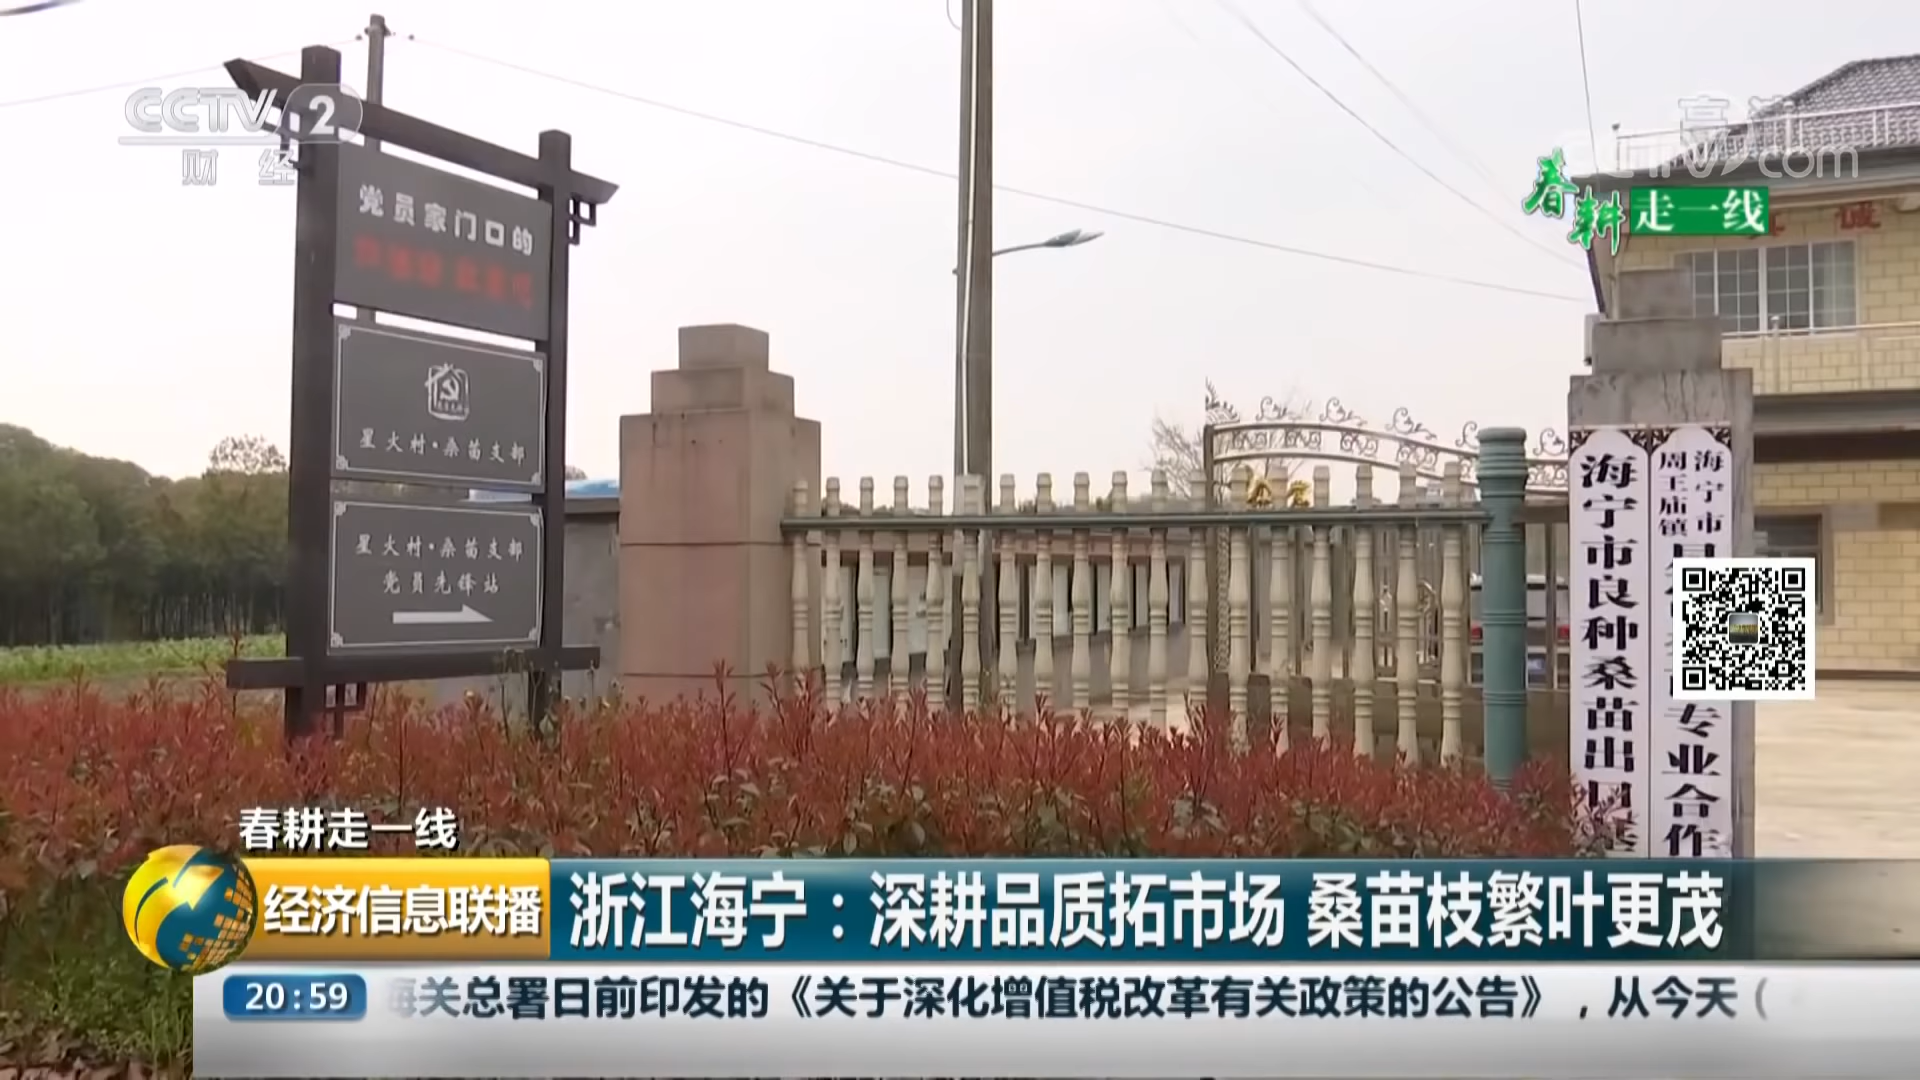 CCTV 2
财 经
高清
com
春耕 走一线
党员家门口的
星火村·桑苗支部
星火村·桑苗支部
党员先锋站
海宁市
周王庙镇
专业合作
海宁市良种桑苗出口
春耕走一线
经济信息联播
浙江海宁：深耕品质拓市场 桑苗枝繁叶更茂
20:59
海关总署日前印发的《关于深化增值税改革有关政策的公告》，从今天（